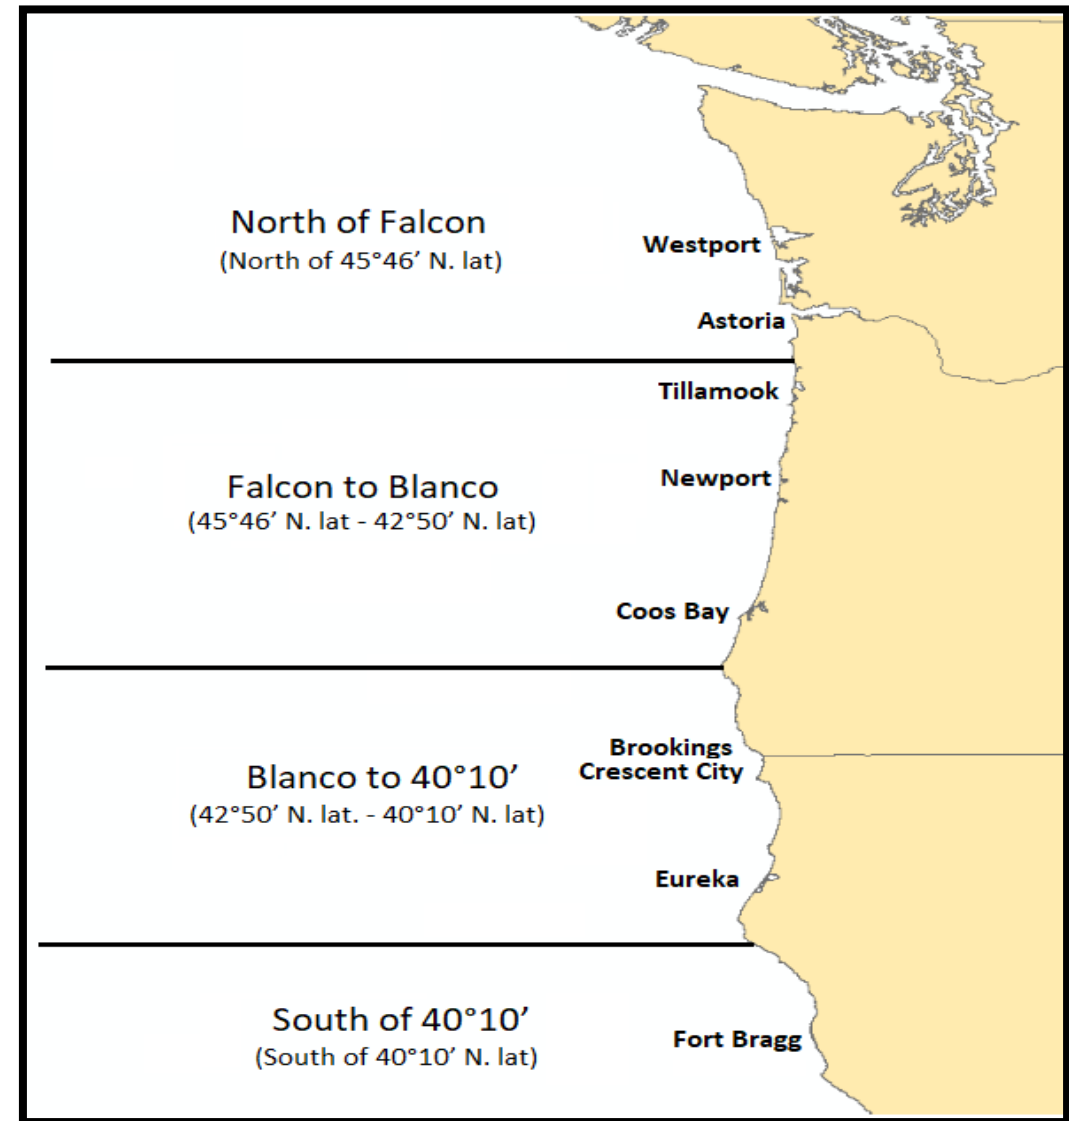 North of Falcon
(North of 45°46’ N. lat)
Westport
Astoria
Tillamook
Newport
Falcon to Blanco
(45°46’ N. lat - 42°50’ N. lat)
Coos Bay
Brookings
Crescent City
Blanco to 40°10’
(42°50’ N. lat. - 40°10’ N. lat)
Eureka
South of 40°10’
(South of 40°10’ N. lat)
Fort Bragg